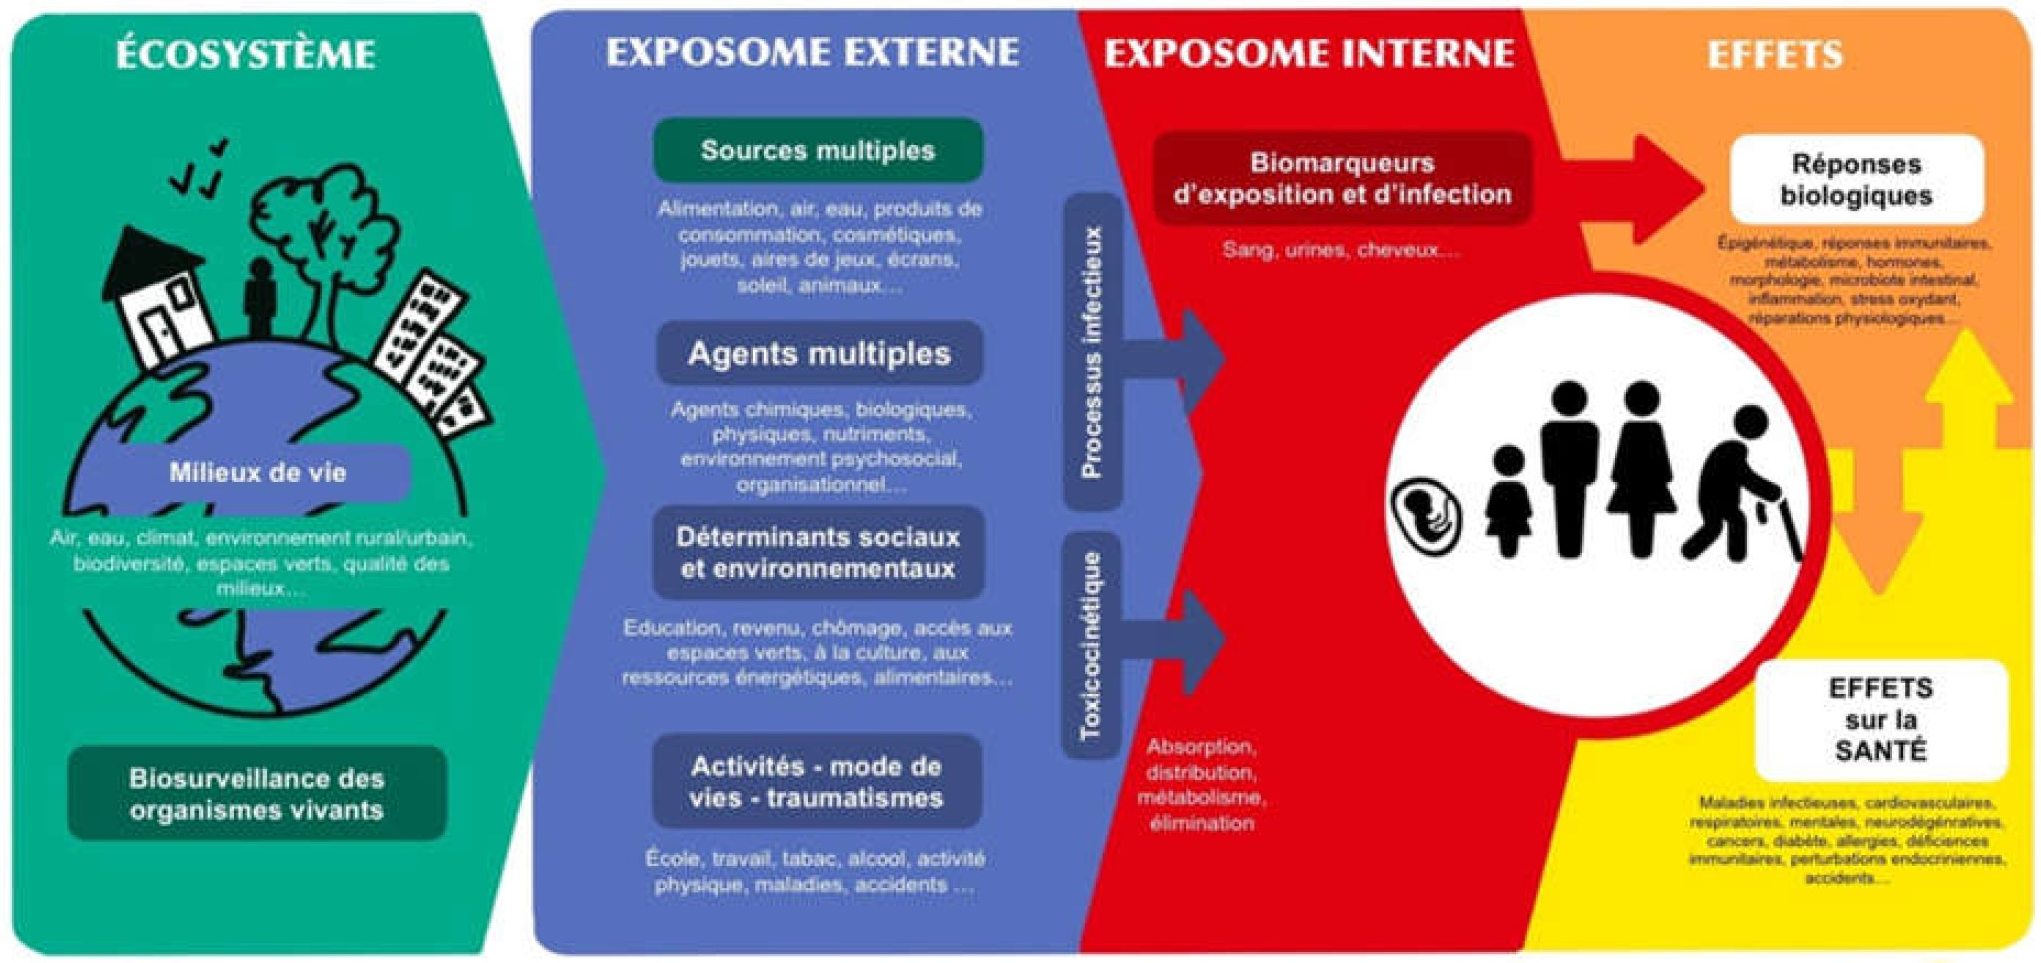 ÉCOSYSTÈME
Milieux de vie
Air, eau, climat, environnement rural/urbain,
biodiversité, espaces verts, qualité des
milieux...
Biosurveillance des
organismes vivants
EXPOSOME EXTERNE
Sources multiples
Alimentation, air, eau, produits de
consommation, cosmétiques,
jouets, aires de jeux, écrans,
soleil, animaux...
Agents multiples
Agents chimiques, biologiques,
physiques, nutriments,
environnement psychosocial,
organisationnel...
Déterminants sociaux
et environnementaux
Education, revenu, chômage, accès aux
espaces verts, à la culture, aux
ressources énergétiques, alimentaires...
Activités - mode de
vies - traumatismes
École, travail, tabac, alcool, activité
physique, maladies, accidents ...
Processus infectieux
Toxicocinétique
EXPOSOME INTERNE
Biomarqueurs
d'exposition et d'infection
Sang, urines, cheveux...
Absorption,
distribution,
métabolisme,
élimination
EFFETS
Réponses
biologiques
Épigénétique, réponses immunitaires,
métabolisme, hormones,
morphologie, microbiote intestinal,
inflammation, stress oxydant,
réparations physiologiques...
EFFETS
sur la
SANTÉ
Maladies infectieuses, cardiovasculaires,
respiratoires, mentales, neurodégénratives,
cancers, diabète, allergies, déficiences
immunitaires, perturbations endocriniennes,
accidents...